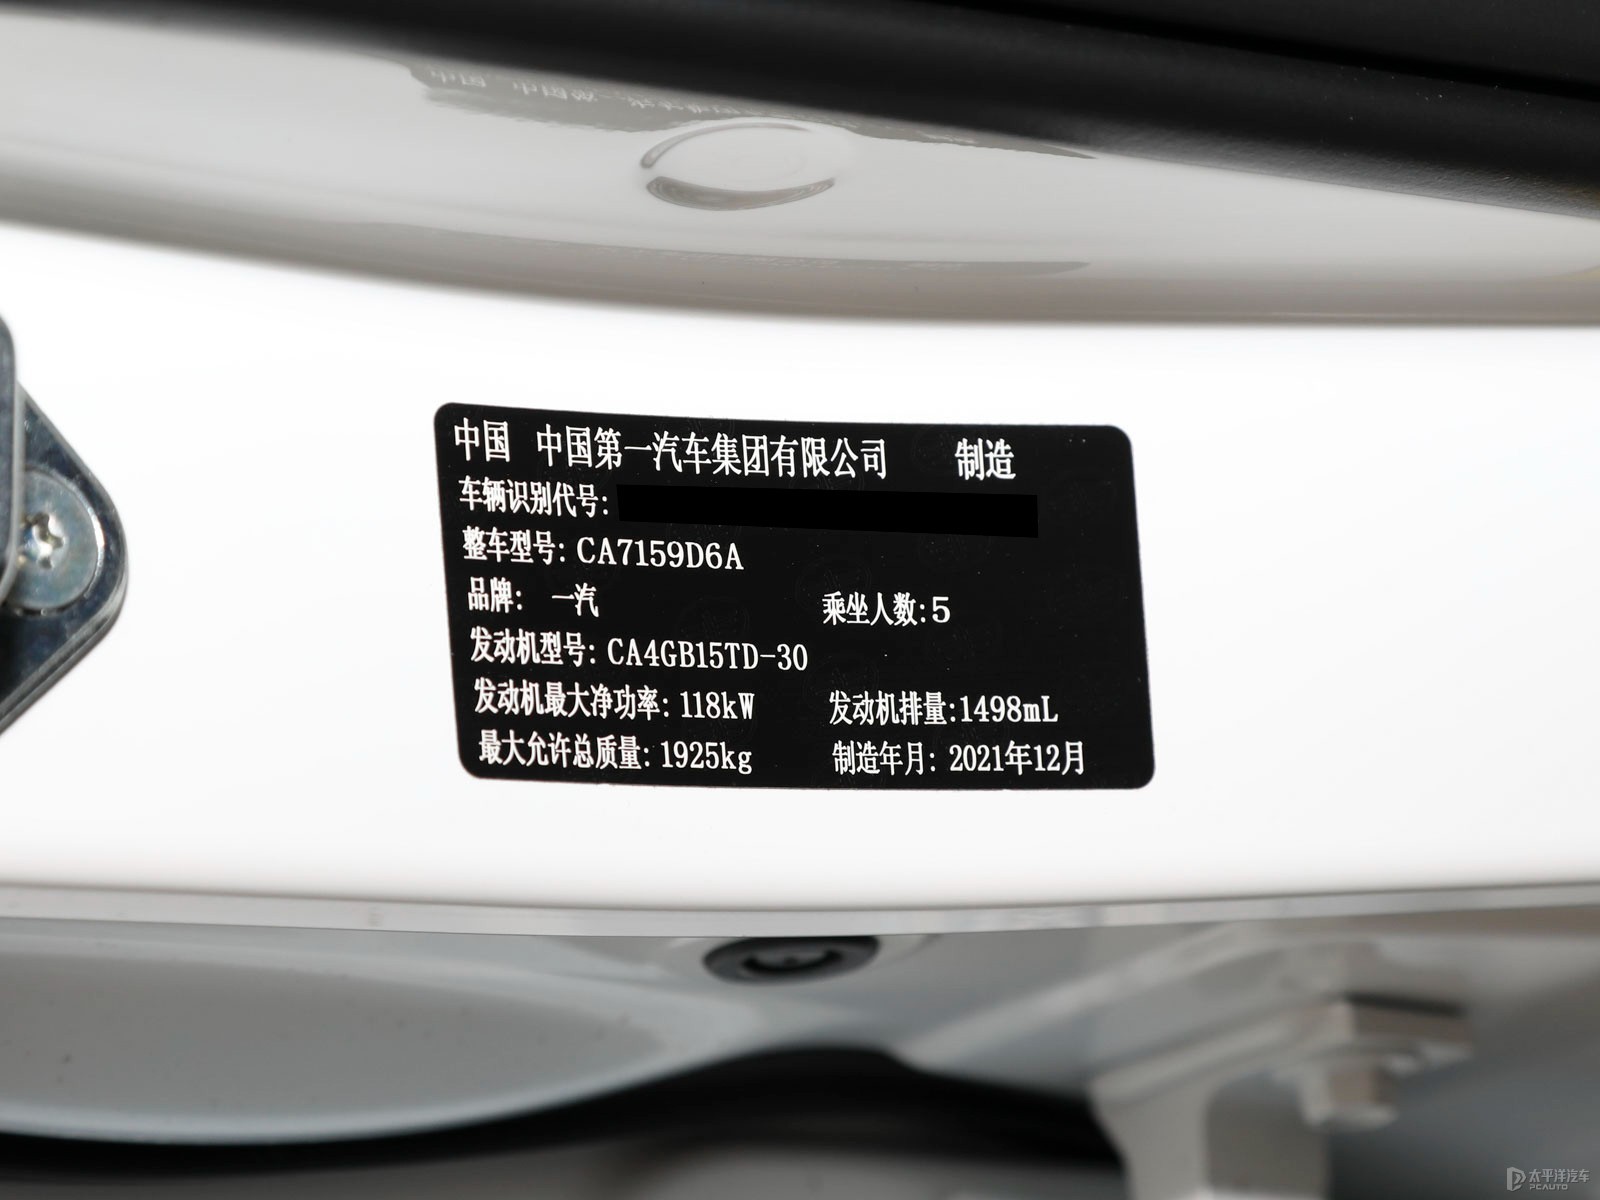 中国 中国第一汽车集团有限公司 制造
车辆识别代号:
整车型号: CA7159D6A
品牌: 一汽 乘坐人数:5
发动机型号: CA4GB15TD-30
发动机最大净功率: 118kW 发动机排量:1498mL
最大允许总质量: 1925kg 制造年月: 2021年12月
太平洋汽车
PCAUTO